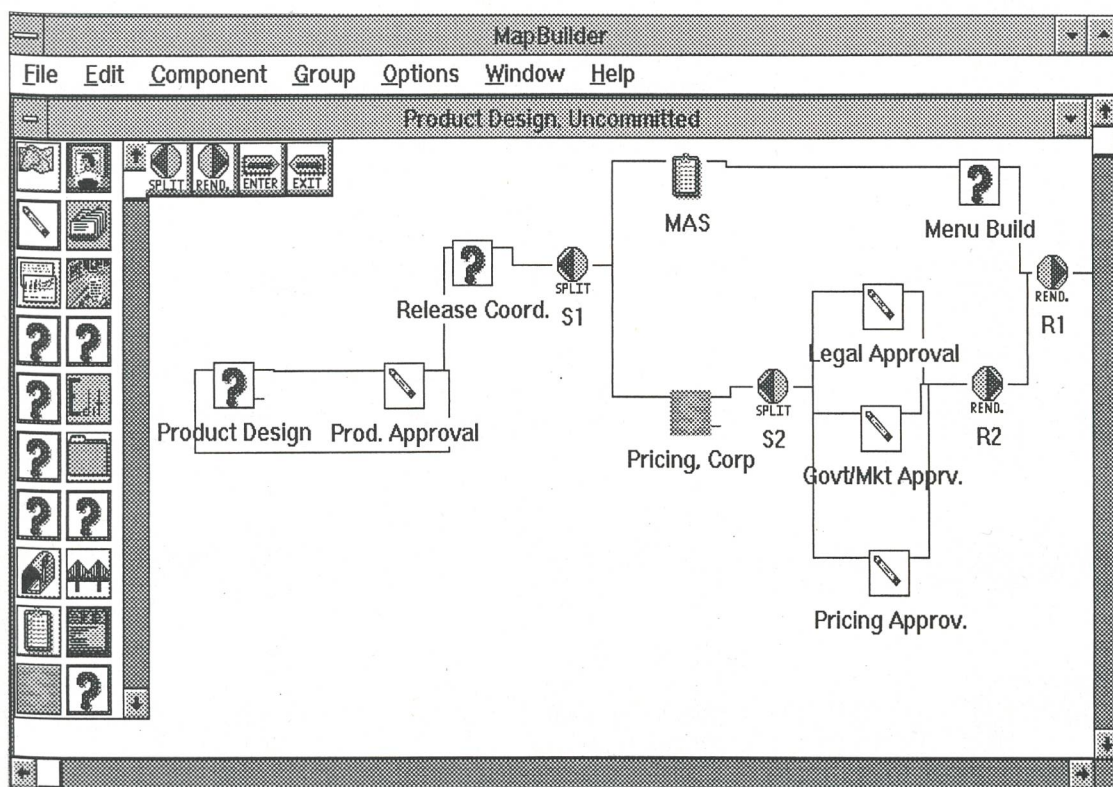 MapBuilder
File Edit Component Group Options Window Help
Product Design, Uncommitted
SPLIT REND. ENTER EXIT
MAS
Menu Build
Release Coord.
SPLIT
S1
REND.
R1
Legal Approval
Product Design
Prod. Approval
Pricing, Corp
SPLIT
S2
REND.
R2
Govt/Mkt Apprv.
Edit
Pricing Approv.